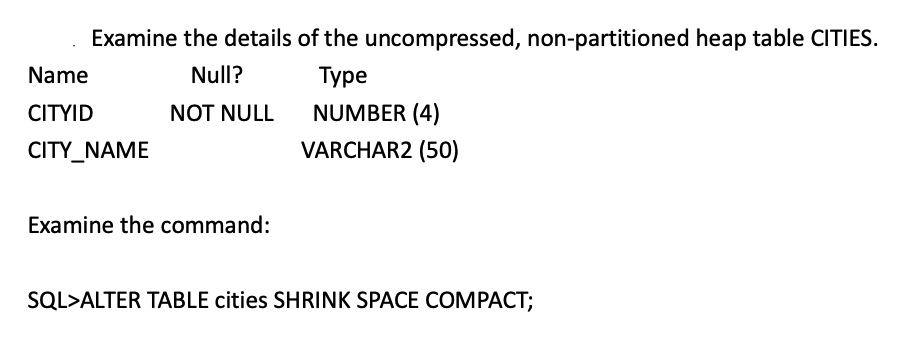 . Examine the details of the uncompressed, non-partitioned heap table CITIES.
Name Null? Type
CITYID NOT NULL NUMBER (4)
CITY_NAME VARCHAR2 (50)
Examine the command:
SQL>ALTER TABLE cities SHRINK SPACE COMPACT;